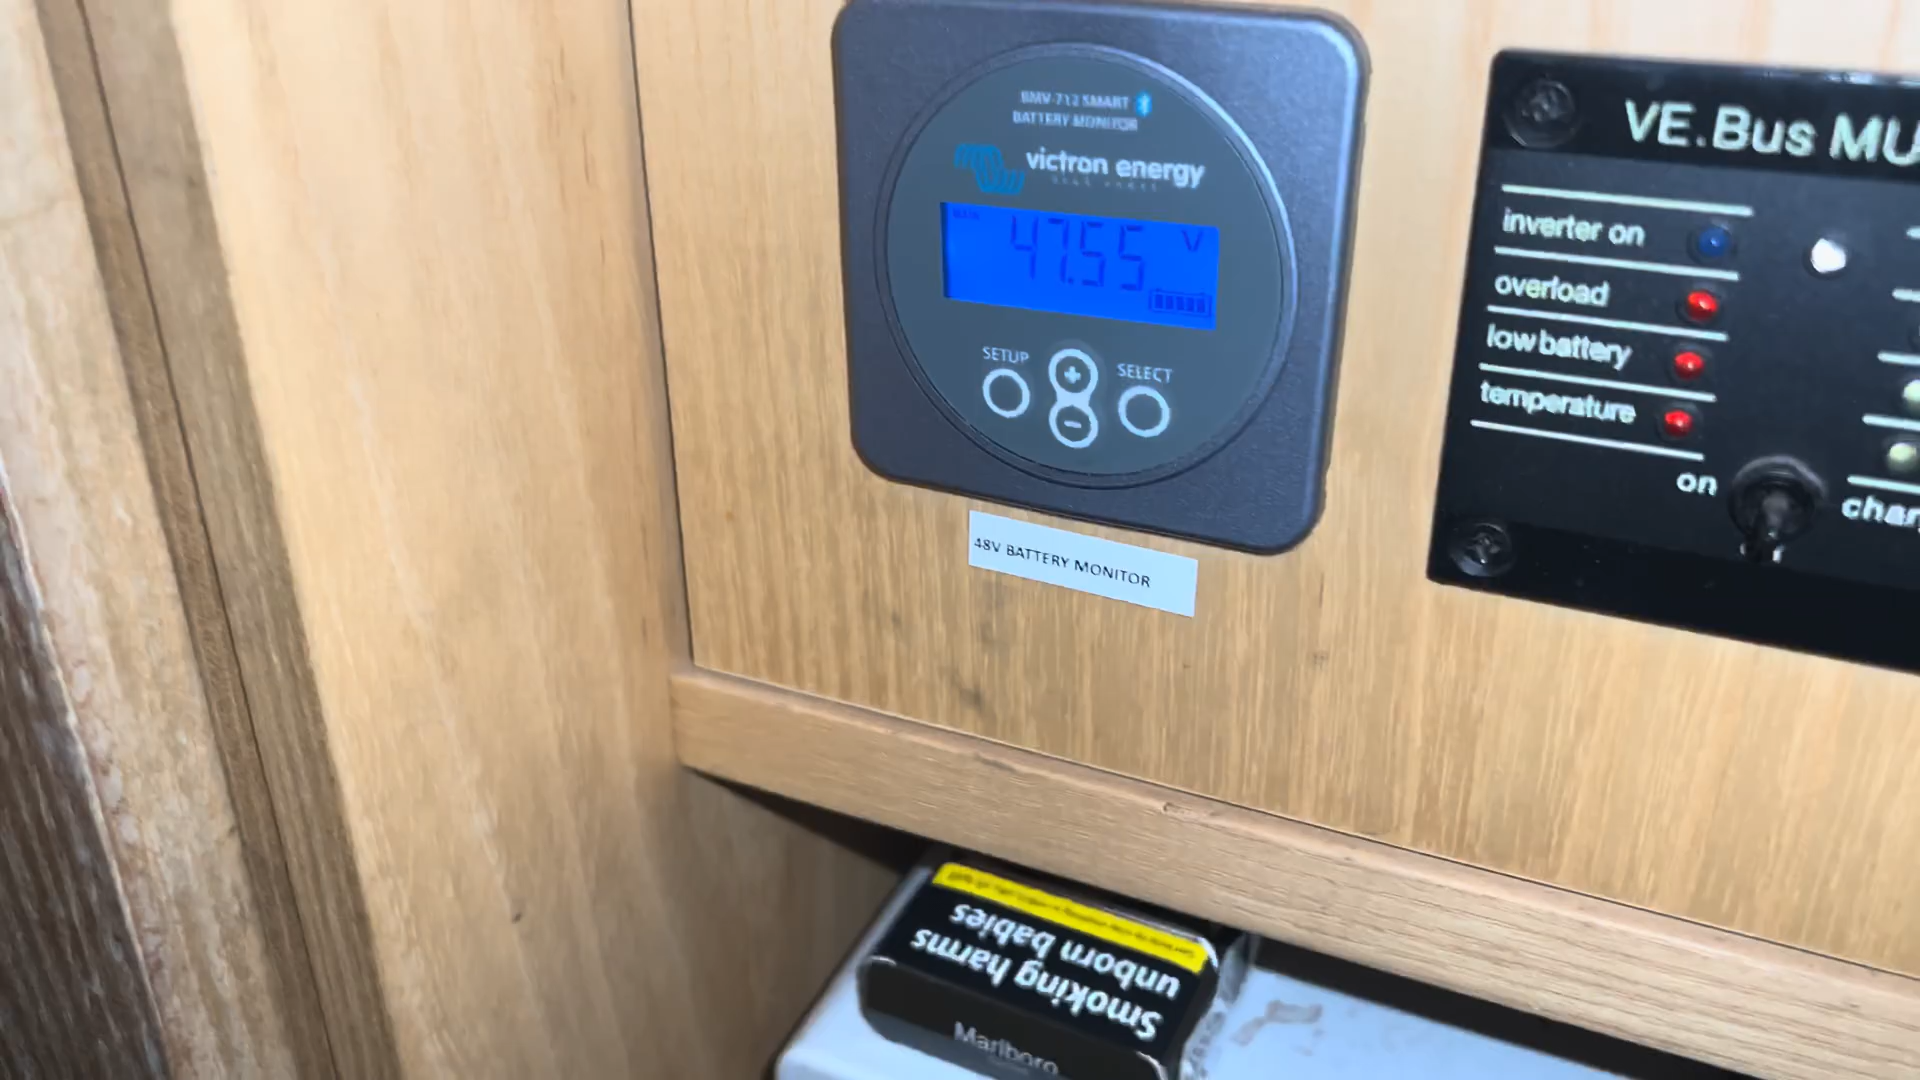 BMV-712 SMART
BATTERY MONITOR
victron energy
MAIN
47.55 V
SETUP
+
SELECT
-
48V BATTERY MONITOR
VE.Bus MU
inverter on
overload
low battery
temperature
on
char
Smoking harms
unborn babies
Marlboro